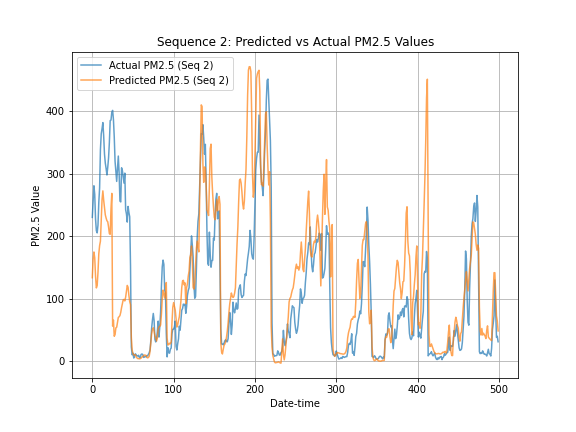 Sequence 2: Predicted vs Actual PM2.5 Values
Actual PM2.5 (Seq 2)
Predicted PM2.5 (Seq 2)
PM2.5 Value
400
300
200
100
0
0 100 200 300 400 500
Date-time